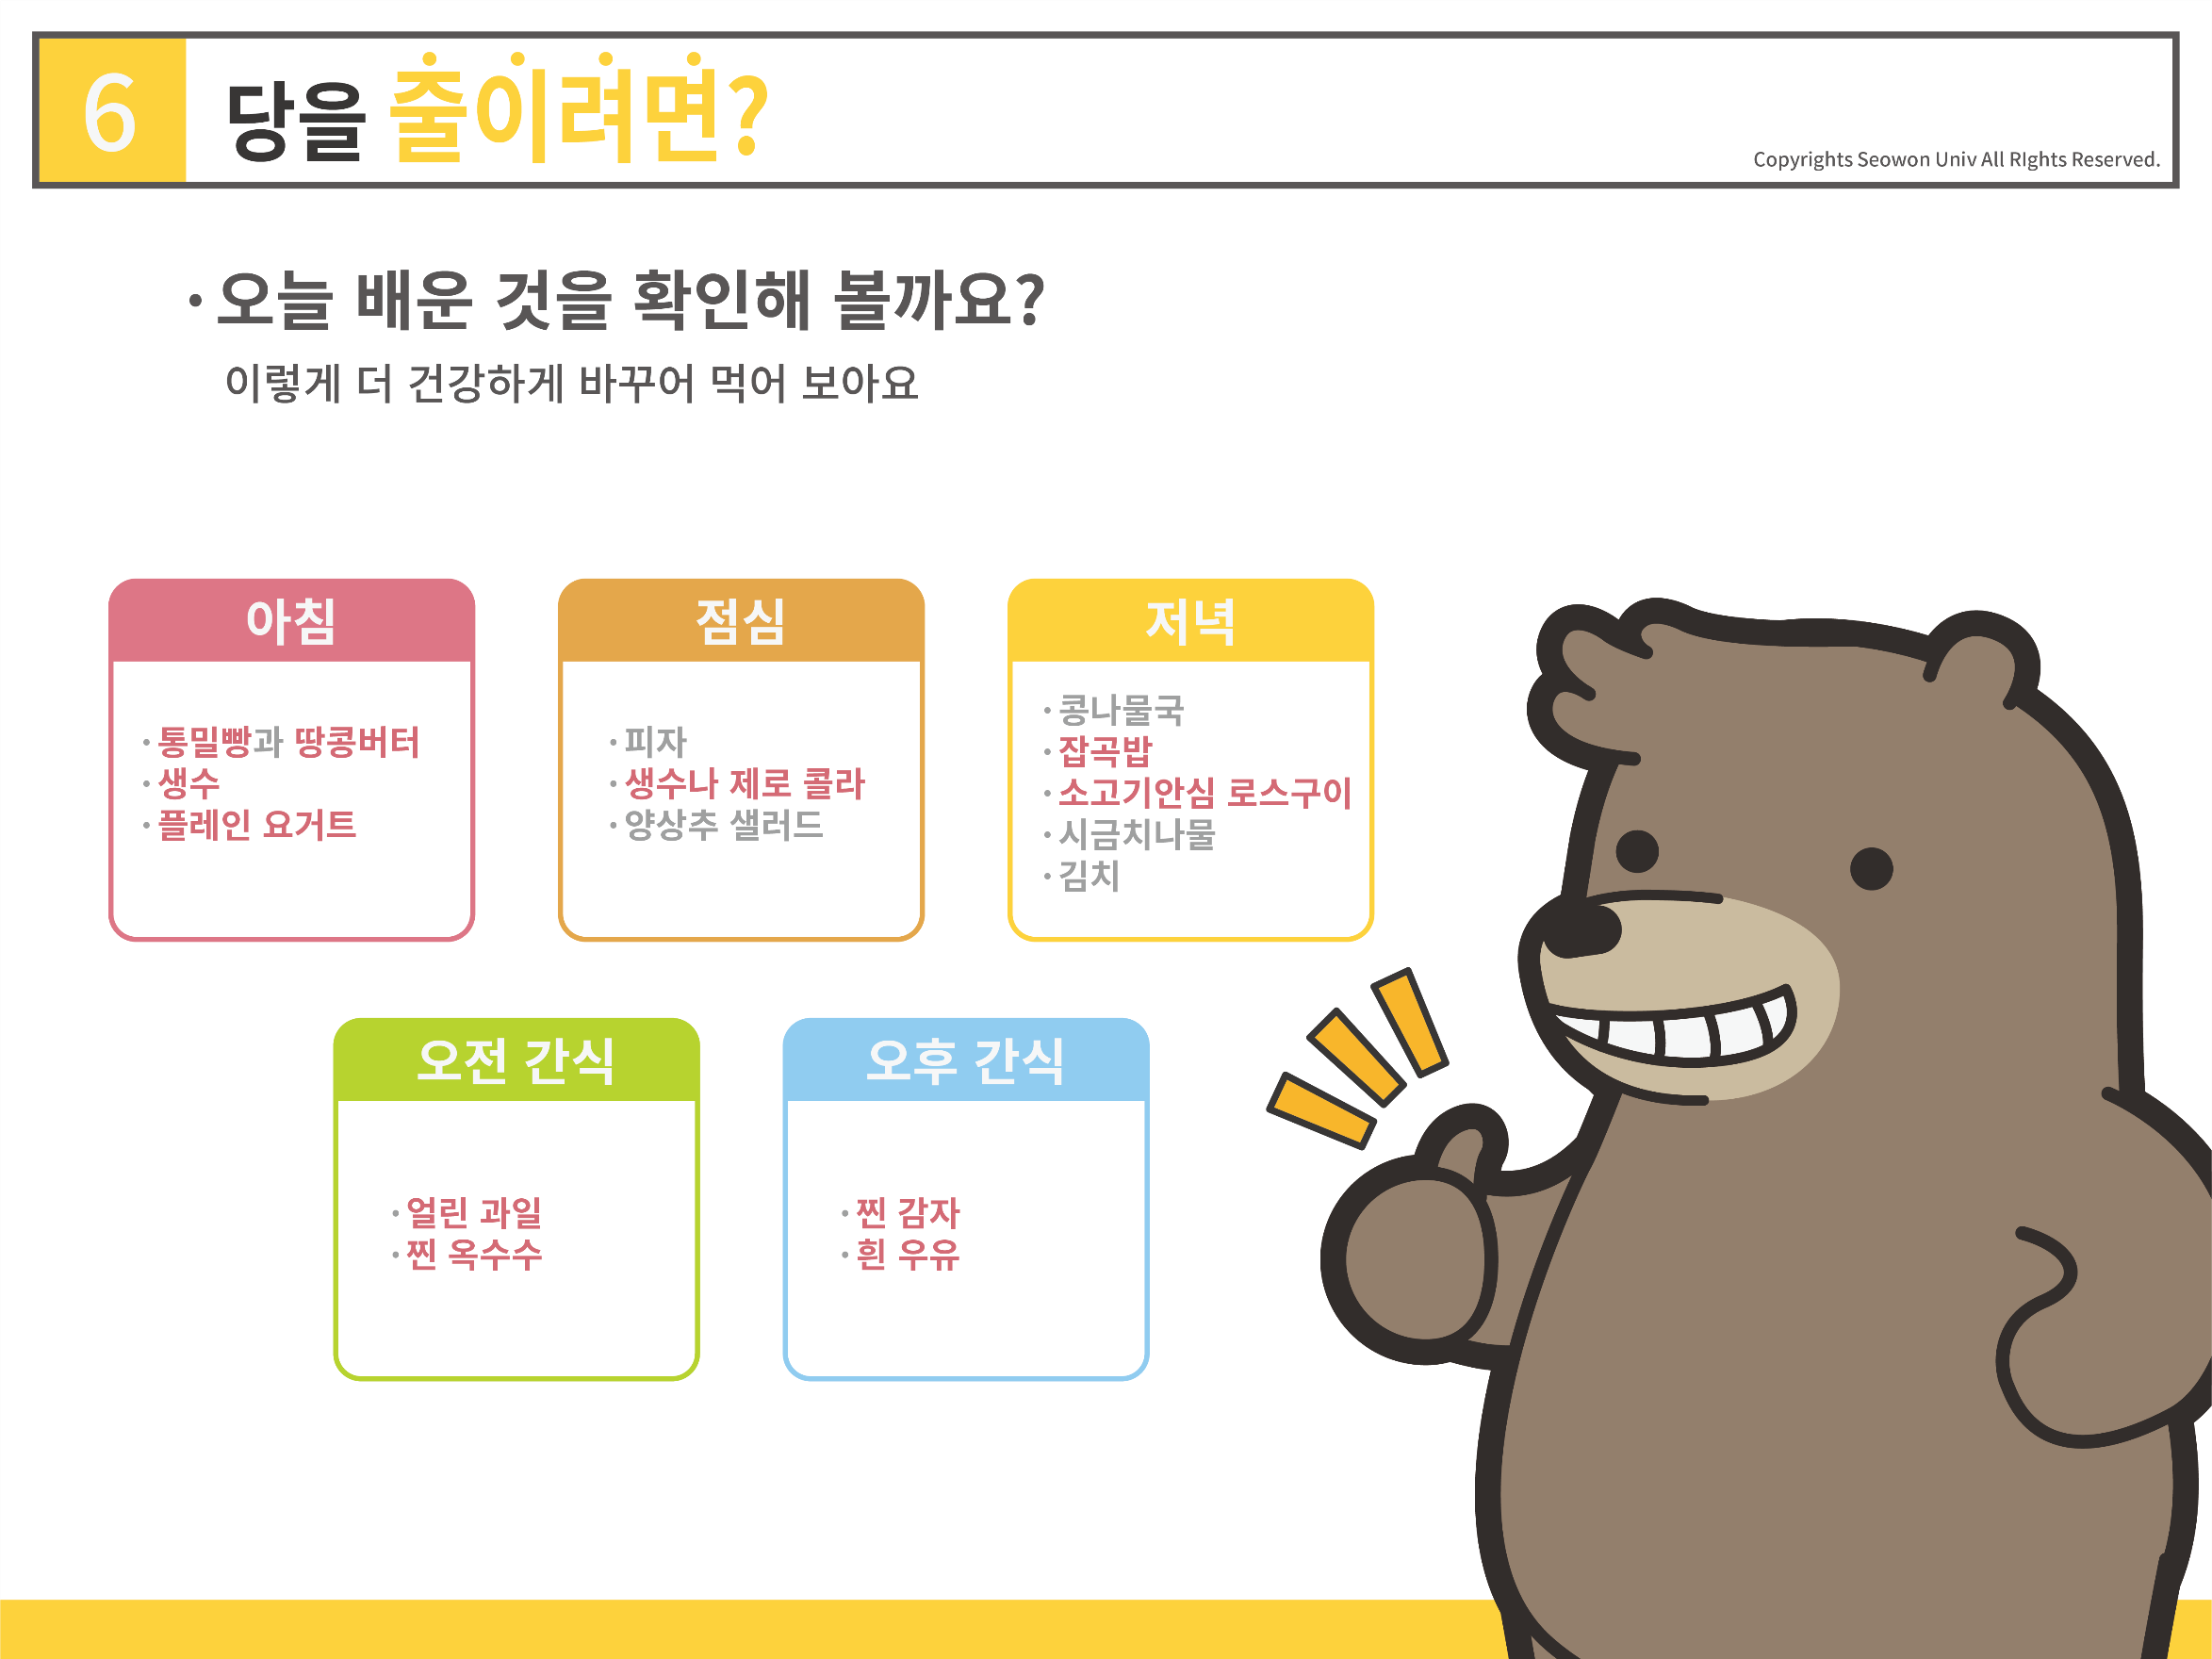 6
당을 줄이려면?
Copyrights Seowon Univ All RIghts Reserved.
· 오늘 배운 것을 확인해 볼까요?
이렇게 더 건강하게 바꾸어 먹어 보아요
아침
• 통밀빵과 땅콩버터
• 생수
• 플레인 요거트
점심
• 피자
• 생수나 제로 콜라
• 양상추 샐러드
저녁
• 콩나물국
• 잡곡밥
• 소고기안심 로스구이
• 시금치나물
• 김치
오전 간식
• 얼린 과일
• 찐 옥수수
오후 간식
• 찐 감자
• 흰 우유